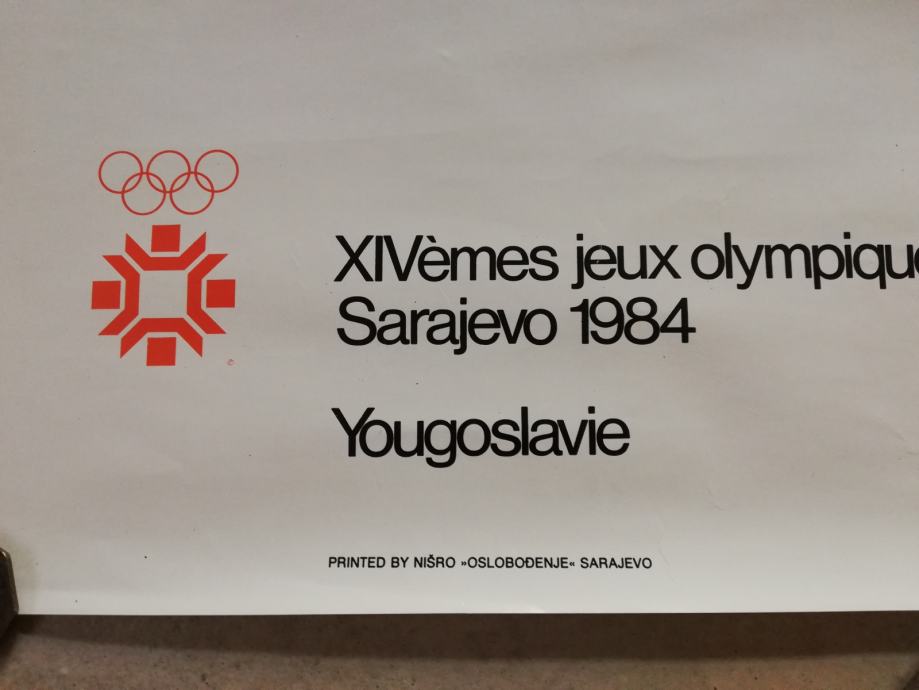 XIVèmes jeux olympique
Sarajevo 1984
Yougoslavie
PRINTED BY NIŠRO »OSLOBOĐENJE« SARAJEVO